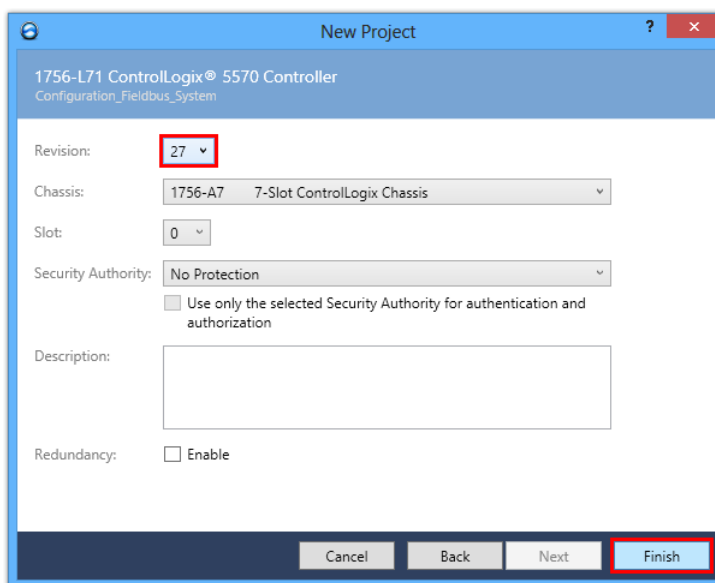 New Project
?
1756-L71 ControlLogix® 5570 Controller
Configuration_Fieldbus_System
Revision: 27
Chassis: 1756-A7 7-Slot ControlLogix Chassis
Slot: 0
Security Authority: No Protection
Use only the selected Security Authority for authentication and
authorization
Description:
Redundancy: Enable
Cancel Back Next Finish